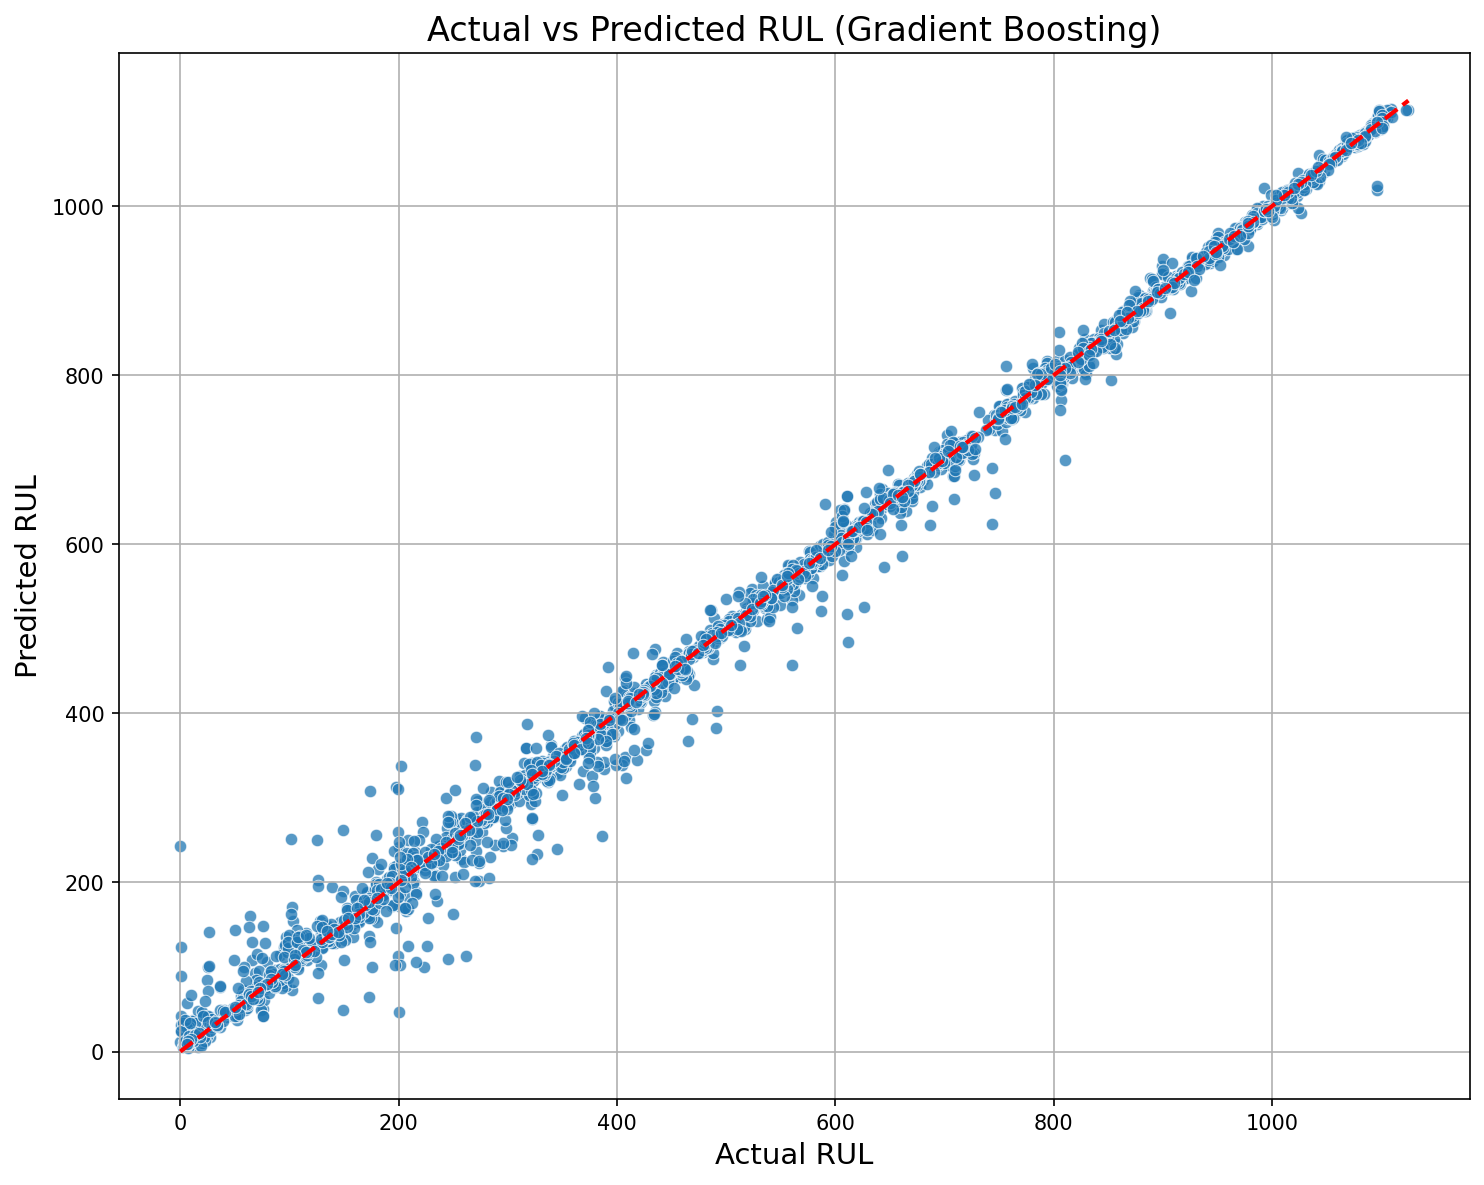 Actual vs Predicted RUL (Gradient Boosting)
1000
800
600
400
200
0
Predicted RUL
0 200 400 600 800 1000
Actual RUL